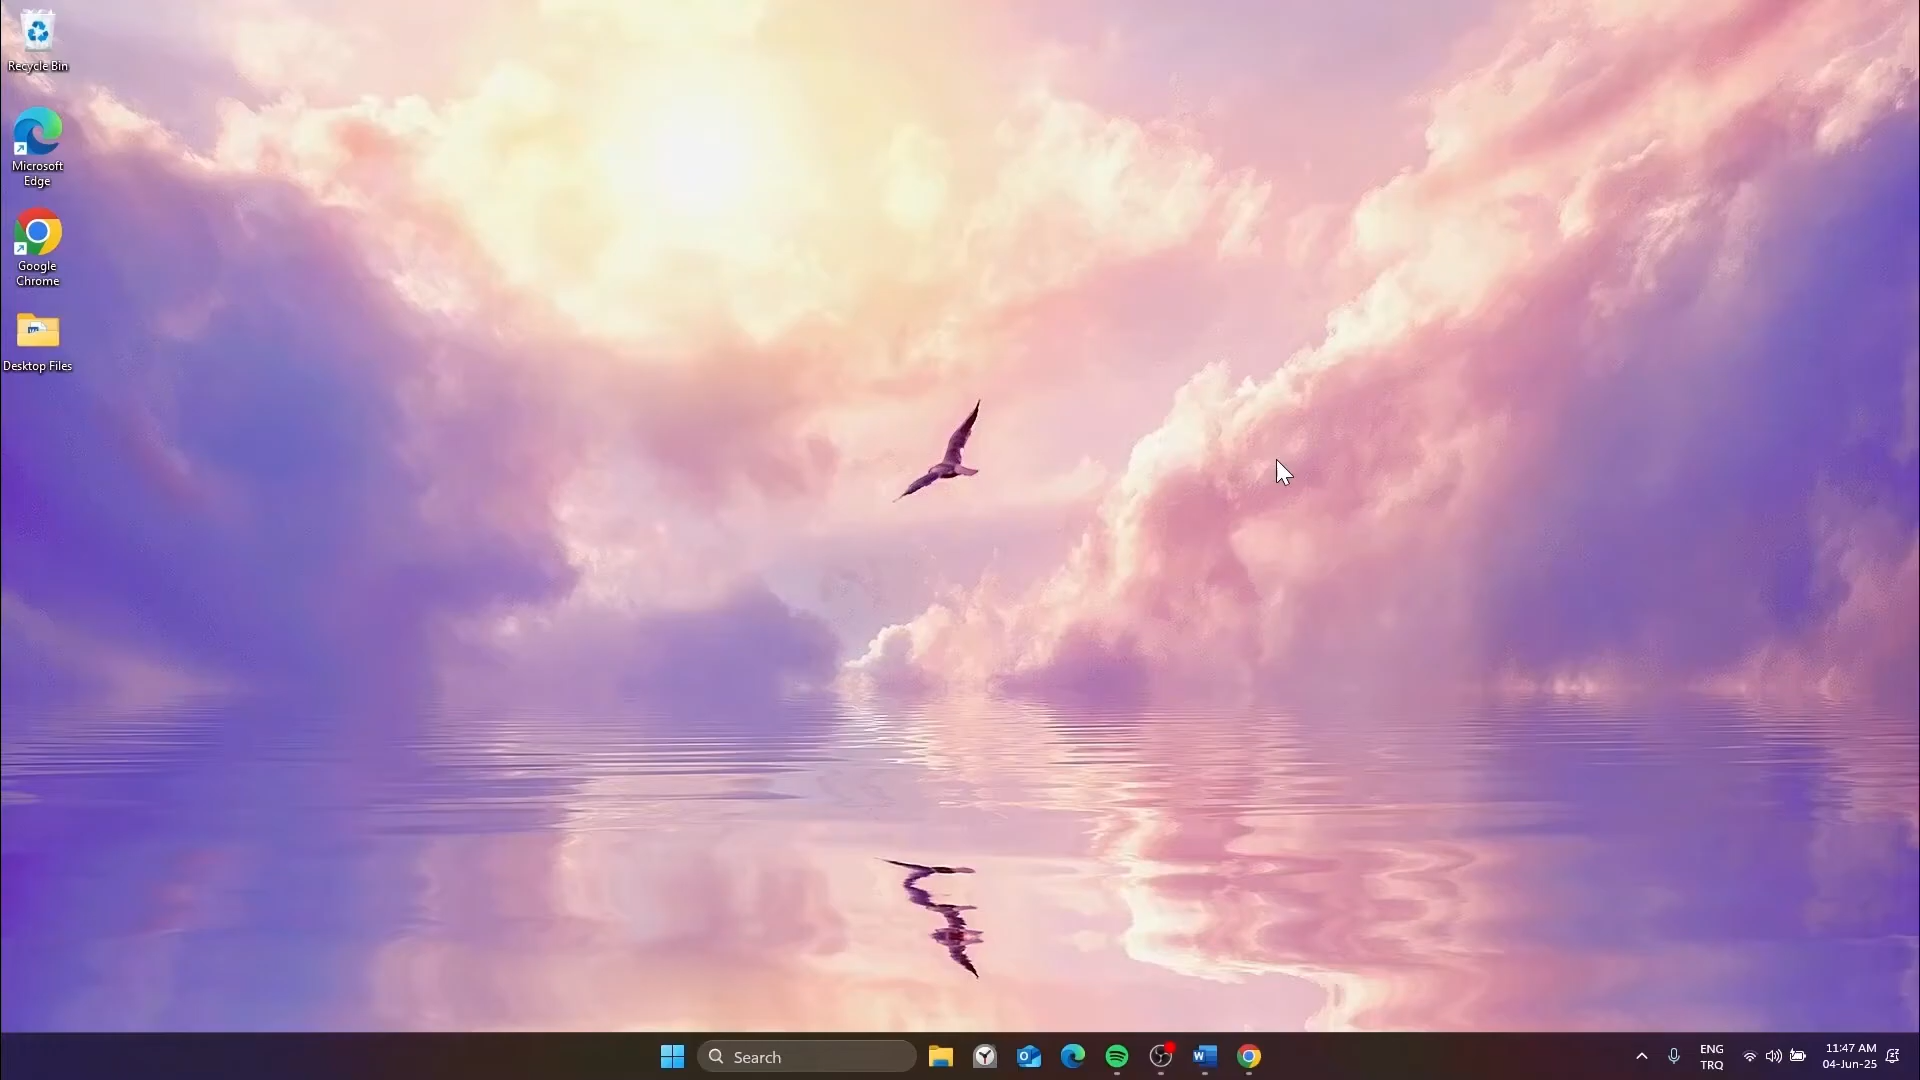 Recycle Bin
Microsoft
Edge
Google
Chrome
Desktop Files
Search
ENG
TRQ
11:47 AM
04-Jun-25